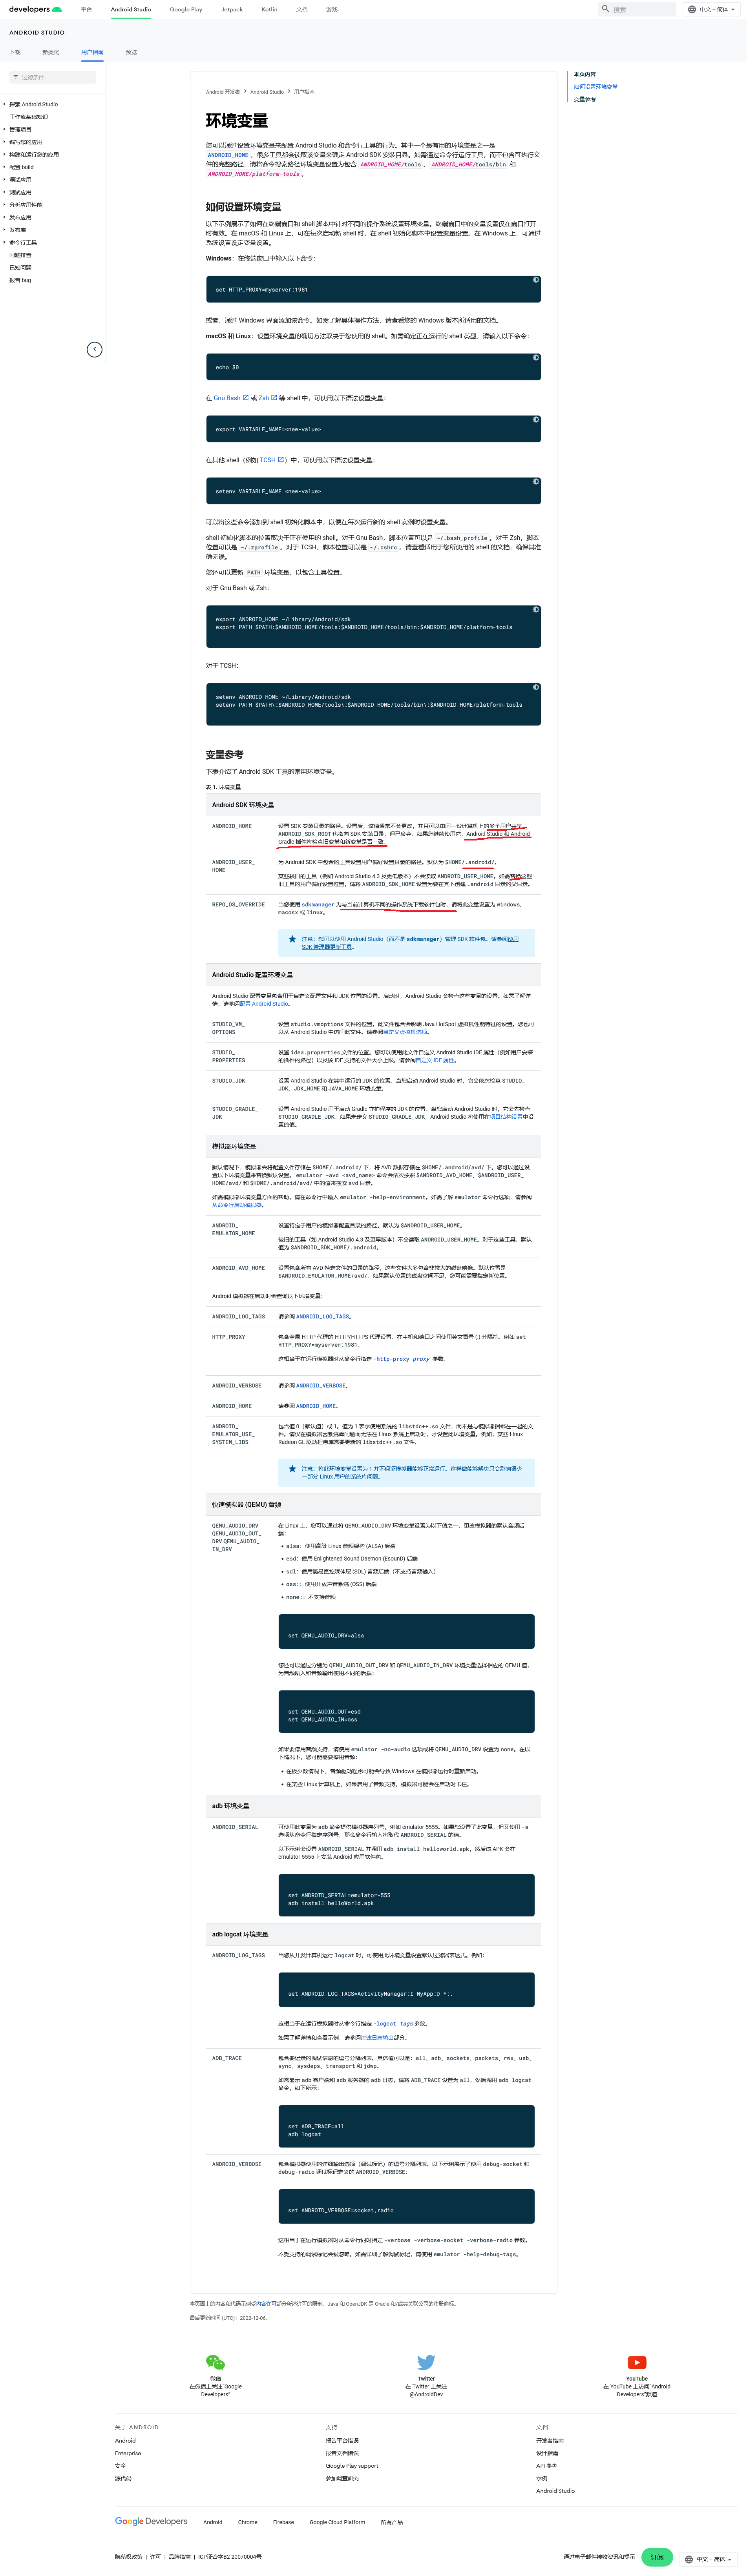 developers
平台
Android Studio
Google Play
Jetpack
Kotlin
文档
游戏
搜索
中文 – 简体
ANDROID STUDIO
下载
新变化
用户指南
预览
过滤条件
探索 Android Studio
工作流基础知识
管理项目
编写您的应用
构建和运行您的应用
配置 build
调试应用
测试应用
分析应用性能
发布应用
发布库
命令行工具
问题排查
已知问题
报告 bug
Android 开发者 > Android Studio > 用户指南
环境变量
您可以通过设置环境变量来配置 Android Studio 和命令行工具的行为。其中一个最有用的环境变量之一是
ANDROID_HOME，很多工具都会读取该变量来确定 Android SDK 安装目录。如需通过命令行运行工具，而不包含可执行文
件的完整路径，请将命令搜索路径环境变量设置为包含 ANDROID_HOME/tools、ANDROID_HOME/tools/bin 和
ANDROID_HOME/platform-tools。
如何设置环境变量
以下示例展示了如何在终端窗口和 shell 脚本中针对不同的操作系统设置环境变量。终端窗口中的变量设置仅在窗口打开
时有效。在 macOS 和 Linux 上，可在每次启动新 shell 时，在 shell 初始化脚本中设置变量设置。在 Windows 上，可通过
系统设置设定变量设置。
Windows：在终端窗口中输入以下命令：
set HTTP_PROXY=myserver:1981
或者，通过 Windows 界面添加该命令。如需了解具体操作方法，请查看您的 Windows 版本所适用的文档。
macOS 和 Linux：设置环境变量的确切方法取决于您使用的 shell。如需确定正在运行的 shell 类型，请输入以下命令：
echo $0
在 Gnu Bash 或 Zsh 等 shell 中，可使用以下语法设置变量：
export VARIABLE_NAME=<new-value>
在其他 shell（例如 TCSH）中，可使用以下语法设置变量：
setenv VARIABLE_NAME <new-value>
可以将这些命令添加到 shell 初始化脚本中，以便在每次运行新的 shell 实例时设置变量。
shell 初始化脚本的位置取决于正在使用的 shell。对于 Gnu Bash，脚本位置可以是 ~/.bash_profile。对于 Zsh，脚本
位置可以是 ~/.zprofile。对于 TCSH，脚本位置可以是 ~/.cshrc。请查看适用于您所使用的 shell 的文档，确保其准
确无误。
您还可以更新 PATH 环境变量，以包含工具位置。
对于 Gnu Bash 或 Zsh：
export ANDROID_HOME ~/Library/Android/sdk
export PATH $PATH:$ANDROID_HOME/tools:$ANDROID_HOME/tools/bin:$ANDROID_HOME/platform-tools
对于 TCSH：
setenv ANDROID_HOME ~/Library/Android/sdk
setenv PATH $PATH\:$ANDROID_HOME/tools\:$ANDROID_HOME/tools/bin\:$ANDROID_HOME/platform-tools
变量参考
下表介绍了 Android SDK 工具的常用环境变量。
表 1. 环境变量
Android SDK 环境变量
ANDROID_HOME
设置 SDK 安装目录的路径。设置后，该值通常不会更改，并且可以由同一台计算机上的多个用户共享。
ANDROID_SDK_ROOT 也指向 SDK 安装目录，但已废弃。如果您继续使用它，Android Studio 和 Android
Gradle 插件将检查旧变量和新变量是否一致。
ANDROID_USER_
HOME
为 Android SDK 中包含的工具设置用户偏好设置目录的路径。默认为 $HOME/.android/。
某些较旧的工具（例如 Android Studio 4.3 及更低版本）不会读取 ANDROID_USER_HOME。如需替换这些
旧工具的用户偏好设置位置，请将 ANDROID_SDK_HOME 设置为要在其下创建 .android 目录的父目录。
REPO_OS_OVERRIDE
当您使用 sdkmanager 为与当前计算机不同的操作系统下载软件包时，请将此变量设置为 windows、
macosx 或 linux。
注意：您可以使用 Android Studio（而不是 sdkmanager）管理 SDK 软件包。请参阅使用
SDK 管理器更新工具。
Android Studio 配置环境变量
Android Studio 配置变量包含用于自定义配置文件和 JDK 位置的设置。启动时，Android Studio 会检查这些变量的设置。如需了解详
情，请参阅配置 Android Studio。
STUDIO_VM_
OPTIONS
设置 studio.vmoptions 文件的位置。此文件包含会影响 Java HotSpot 虚拟机性能特征的设置。您也可
以从 Android Studio 中访问此文件。请参阅自定义虚拟机选项。
STUDIO_
PROPERTIES
设置 idea.properties 文件的位置。您可以使用此文件自定义 Android Studio IDE 属性（例如用户安装
的插件的路径）以及该 IDE 支持的文件大小上限。请参阅自定义 IDE 属性。
STUDIO_JDK
设置 Android Studio 在其中运行的 JDK 的位置。当您启动 Android Studio 时，它会依次检查 STUDIO_
JDK、JDK_HOME 和 JAVA_HOME 环境变量。
STUDIO_GRADLE_
JDK
设置 Android Studio 用于启动 Gradle 守护程序的 JDK 的位置。当您启动 Android Studio 时，它会先检查
STUDIO_GRADLE_JDK。如果未定义 STUDIO_GRADLE_JDK，Android Studio 将使用在项目结构设置中设
置的值。
模拟器环境变量
默认情况下，模拟器会将配置文件存储在 $HOME/.android/ 下，将 AVD 数据存储在 $HOME/.android/avd/ 下。您可以通过设
置以下环境变量来替换默认设置。emulator -avd <avd_name> 命令会依次按照 $ANDROID_AVD_HOME、$ANDROID_USER_
HOME/avd/ 和 $HOME/.android/avd/ 中的值来搜索 avd 目录。
如需模拟器环境变量方面的帮助，请在命令行中输入 emulator -help-environment。如需了解 emulator 命令行选项，请参阅
从命令行启动模拟器。
ANDROID_
EMULATOR_HOME
设置特定于用户的模拟器配置目录的路径。默认为 $ANDROID_USER_HOME。
较旧的工具（如 Android Studio 4.3 及更早版本）不会读取 ANDROID_USER_HOME。对于这些工具，默认
值为 $ANDROID_SDK_HOME/.android。
ANDROID_AVD_HOME
设置包含所有 AVD 特定文件的目录的路径，这些文件大多包含非常大的磁盘映像。默认位置是
$ANDROID_EMULATOR_HOME/avd/。如果默认位置的磁盘空间不足，您可能需要指定新位置。
Android 模拟器在启动时会查询以下环境变量：
ANDROID_LOG_TAGS
请参阅 ANDROID_LOG_TAGS。
HTTP_PROXY
包含全局 HTTP 代理的 HTTP/HTTPS 代理设置。在主机和端口之间使用英文冒号 (:) 分隔符。例如 set
HTTP_PROXY=myserver:1981。
这相当于在运行模拟器时从命令行指定 -http-proxy proxy 参数。
ANDROID_VERBOSE
请参阅 ANDROID_VERBOSE。
ANDROID_HOME
请参阅 ANDROID_HOME。
ANDROID_
EMULATOR_USE_
SYSTEM_LIBS
包含值 0（默认值）或 1。值为 1 表示使用系统的 libstdc++.so 文件，而不是与模拟器捆绑在一起的文
件。请仅在模拟器因系统库问题而无法在 Linux 系统上启动时，才设置此环境变量。例如，某些 Linux
Radeon GL 驱动程序库需要更新的 libstdc++.so 文件。
注意：将此环境变量设置为 1 并不保证模拟器能够正常运行。这样做能够解决只会影响很少
一部分 Linux 用户的系统库问题。
快速模拟器 (QEMU) 音频
QEMU_AUDIO_DRV
QEMU_AUDIO_OUT_
DRV QEMU_AUDIO_
IN_DRV
在 Linux 上，您可以通过将 QEMU_AUDIO_DRV 环境变量设置为以下值之一，更改模拟器的默认音频后
端：
• alsa：使用高级 Linux 音频架构 (ALSA) 后端
• esd：使用 Enlightened Sound Daemon (EsounD) 后端
• sdl：使用简易直控媒体层 (SDL) 音频后端（不支持音频输入）
• oss:：使用开放声音系统 (OSS) 后端
• none:：不支持音频
set QEMU_AUDIO_DRV=alsa
您还可以通过分别为 QEMU_AUDIO_OUT_DRV 和 QEMU_AUDIO_IN_DRV 环境变量选择相应的 QEMU 值，
为音频输入和音频输出使用不同的后端：
set QEMU_AUDIO_OUT=esd
set QEMU_AUDIO_IN=oss
如果要停用音频支持，请使用 emulator -no-audio 选项或将 QEMU_AUDIO_DRV 设置为 none。在以
下情况下，您可能需要停用音频：
• 在极少数情况下，音频驱动程序可能会导致 Windows 在模拟器运行时重新启动。
• 在某些 Linux 计算机上，如果启用了音频支持，模拟器可能会在启动时卡住。
adb 环境变量
ANDROID_SERIAL
可使用此变量为 adb 命令提供模拟器序列号，例如 emulator-5555。如果您设置了此变量，但又使用 -s
选项从命令行指定序列号，那么命令行输入将取代 ANDROID_SERIAL 的值。
以下示例会设置 ANDROID_SERIAL 并调用 adb install helloworld.apk，然后该 APK 会在
emulator-5555 上安装 Android 应用软件包。
set ANDROID_SERIAL=emulator-555
adb install helloWorld.apk
adb logcat 环境变量
ANDROID_LOG_TAGS
当您从开发计算机运行 logcat 时，可使用此环境变量设置默认过滤器表达式。例如：
set ANDROID_LOG_TAGS=ActivityManager:I MyApp:D *:.
这相当于在运行模拟器时从命令行指定 -logcat tags 参数。
如需了解详情和查看示例，请参阅过滤日志输出部分。
ADB_TRACE
包含要记录的调试信息的逗号分隔列表。具体值可以是：all、adb、sockets、packets、rwx、usb、
sync、sysdeps、transport 和 jdwp。
如需显示 adb 客户端和 adb 服务器的 adb 日志，请将 ADB_TRACE 设置为 all，然后调用 adb logcat
命令，如下所示：
set ADB_TRACE=all
adb logcat
ANDROID_VERBOSE
包含模拟器使用的详细输出选项（调试标记）的逗号分隔列表。以下示例展示了使用 debug-socket 和
debug-radio 调试标记定义的 ANDROID_VERBOSE：
set ANDROID_VERBOSE=socket,radio
这相当于在运行模拟器时从命令行同时指定 -verbose -verbose-socket -verbose-radio 参数。
不受支持的调试标记会被忽略。如需详细了解调试标记，请使用 emulator -help-debug-tags。
本页内容
如何设置环境变量
变量参考
本页面上的内容和代码示例受内容许可部分所述许可的限制。Java 和 OpenJDK 是 Oracle 和/或其关联公司的注册商标。
最后更新时间 (UTC)：2022-12-06。
微信
在微信上关注“Google
Developers”
Twitter
在 Twitter 上关注
@AndroidDev
YouTube
在 YouTube 上访问“Android
Developers”频道
关于 ANDROID
Android
Enterprise
安全
源代码
支持
报告平台错误
报告文档错误
Google Play support
参加调查研究
文档
开发者指南
设计指南
API 参考
示例
Android Studio
Google Developers
Android
Chrome
Firebase
Google Cloud Platform
所有产品
隐私权政策 | 许可 | 品牌指南 | ICP证合字B2-20070004号
通过电子邮件接收资讯和提示
订阅
中文 – 简体